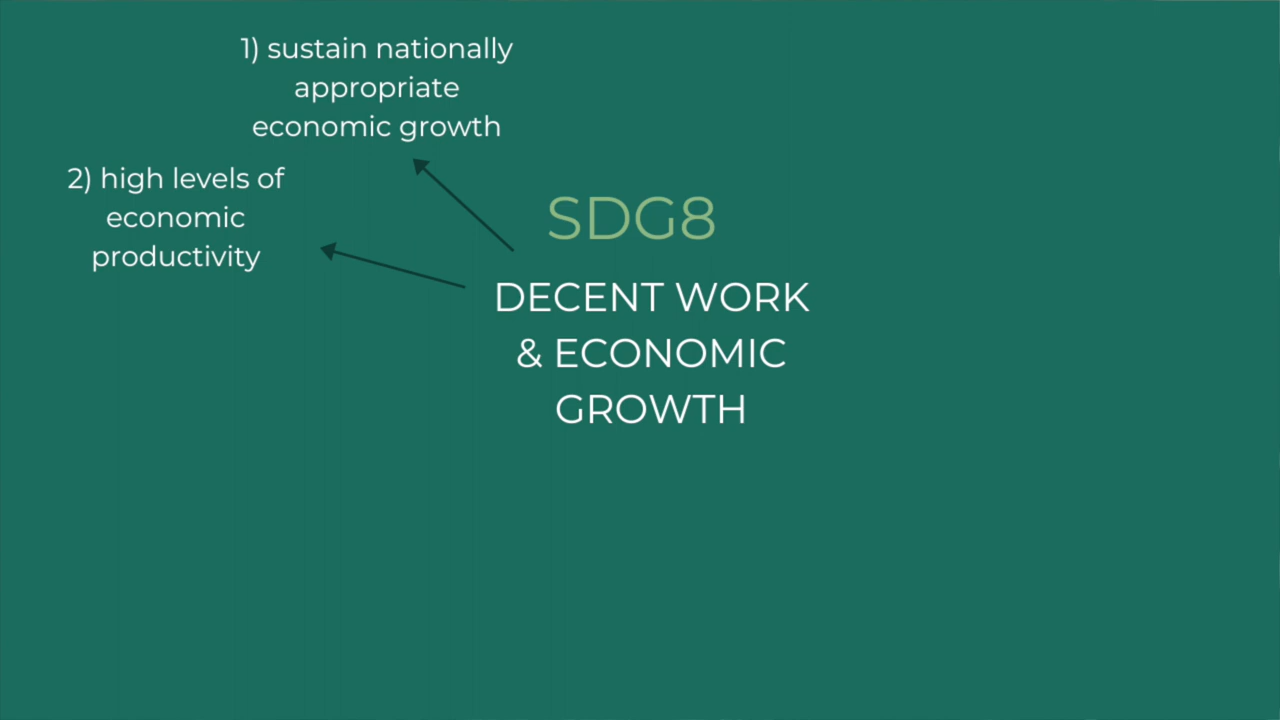 1) sustain nationally
appropriate
economic growth
2) high levels of
economic
productivity
SDG8
DECENT WORK
& ECONOMIC
GROWTH